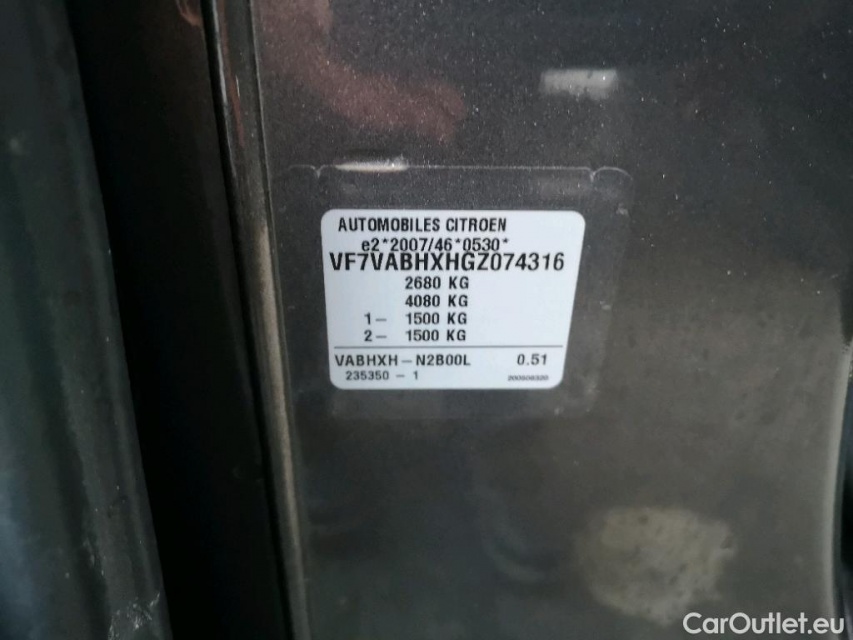 AUTOMOBILES CITROEN
e2*2007/46*0530*
VF7VABHXHGZ074316
2680 KG
4080 KG
1- 1500 KG
2- 1500 KG
VABHXH-N2B00L 0.51
235350-1
CarOutlet.eu